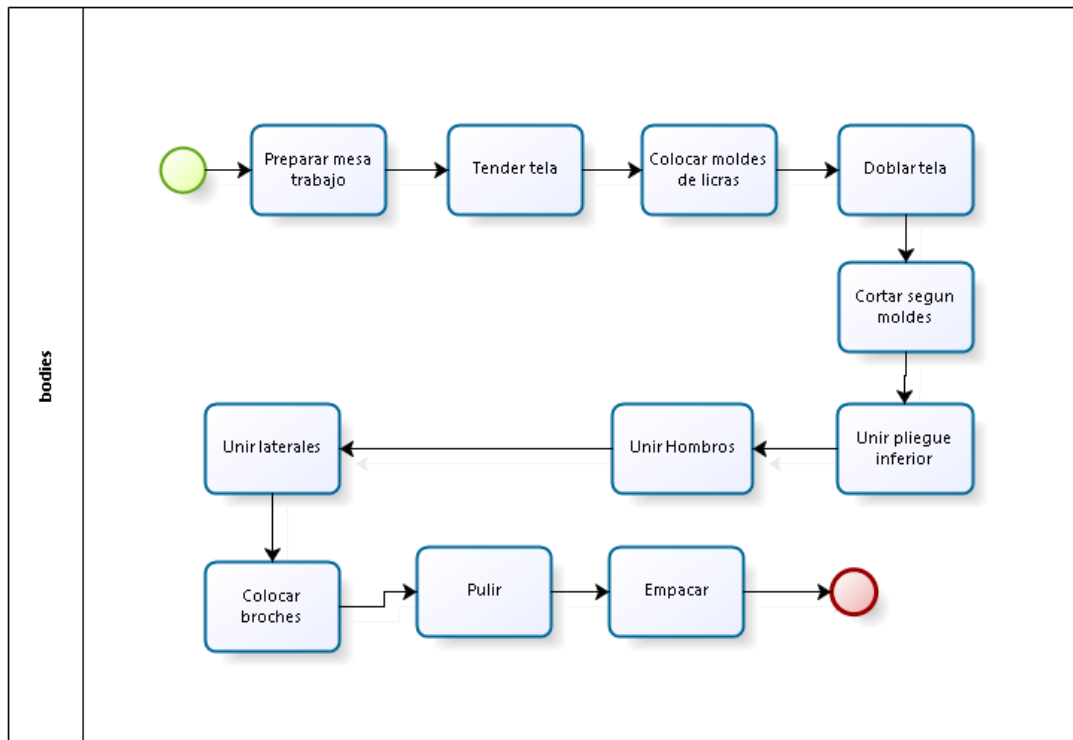 bodies
Preparar mesa
trabajo
Tender tela
Colocar moldes
de licras
Doblar tela
Cortar segun
moldes
Unir pliegue
inferior
Unir Hombros
Unir laterales
Colocar
broches
Pulir
Empacar